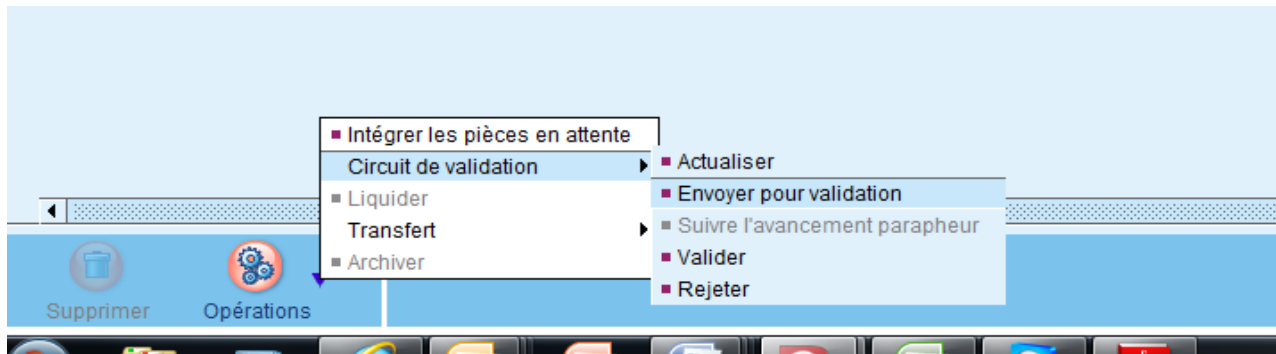 Intégrer les pièces en attente
Circuit de validation
Liquider
Transfert
Archiver
Actualiser
Envoyer pour validation
Suivre l'avancement parapheur
Valider
Rejeter
Supprimer
Opérations